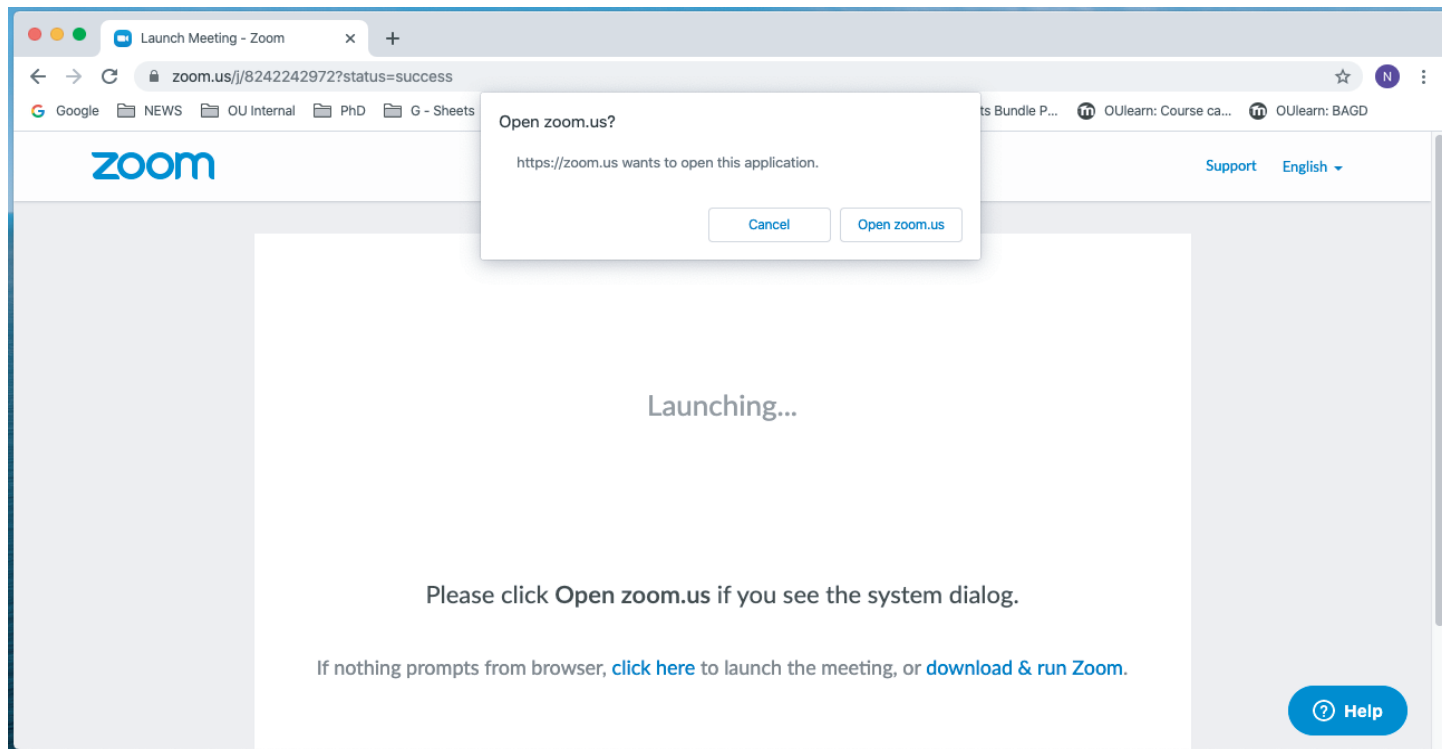 Launch Meeting - Zoom
zoom.us/j/8242242972?status=success
N
Google NEWS OU Internal PhD G - Sheets ts Bundle P... OUlearn: Course ca... OUlearn: BAGD
Open zoom.us?
https://zoom.us wants to open this application.
Cancel Open zoom.us
zoom
Support English
Launching...
Please click Open zoom.us if you see the system dialog.
If nothing prompts from browser, click here to launch the meeting, or download & run Zoom.
? Help